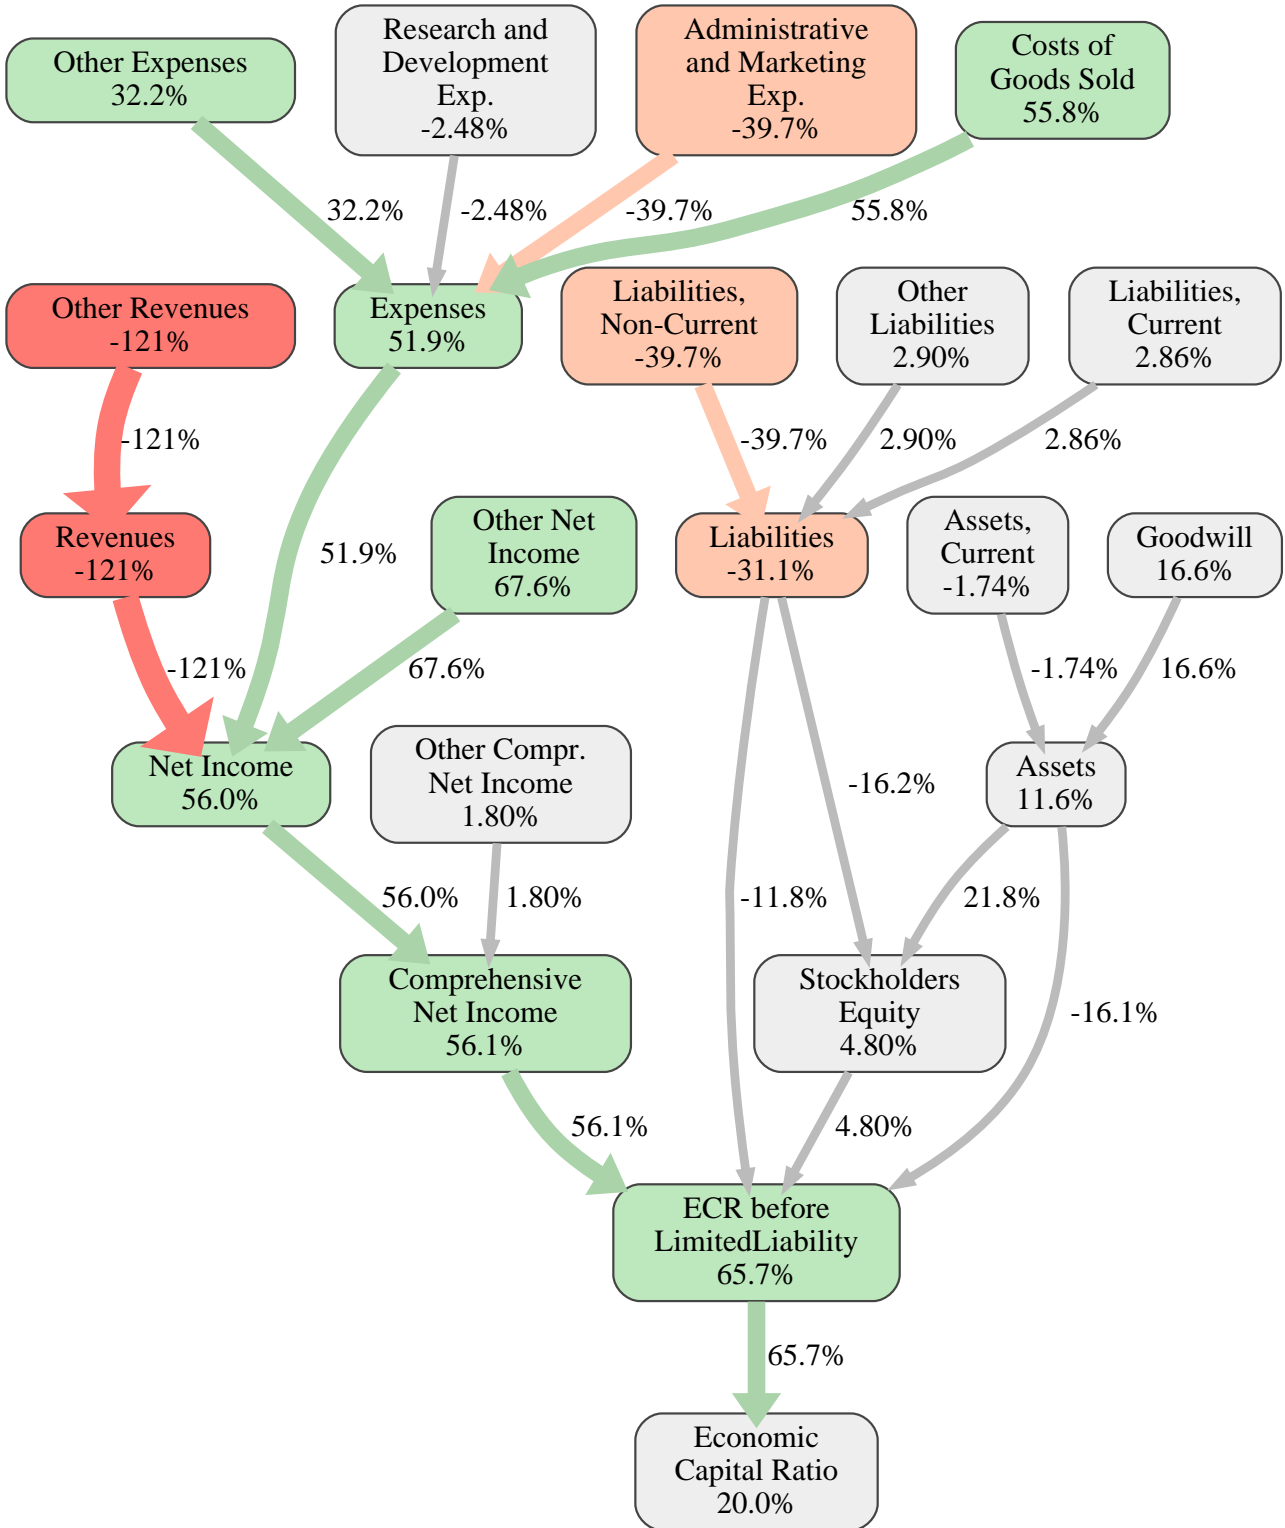 Other Expenses
32.2%
Research and
Development
Exp.
-2.48%
Administrative
and Marketing
Exp.
-39.7%
Costs of
Goods Sold
55.8%
32.2%
-2.48%
-39.7%
55.8%
Other Revenues
-121%
Expenses
51.9%
Liabilities,
Non-Current
-39.7%
Other
Liabilities
2.90%
Liabilities,
Current
2.86%
-121%
-39.7%
2.90%
2.86%
Revenues
-121%
51.9%
Other Net
Income
67.6%
Liabilities
-31.1%
Assets,
Current
-1.74%
Goodwill
16.6%
-121%
67.6%
-1.74%
16.6%
Net Income
56.0%
Other Compr.
Net Income
1.80%
-16.2%
Assets
11.6%
56.0%
1.80%
-11.8%
21.8%
Comprehensive
Net Income
56.1%
Stockholders
Equity
4.80%
-16.1%
56.1%
4.80%
ECR before
LimitedLiability
65.7%
65.7%
Economic
Capital Ratio
20.0%